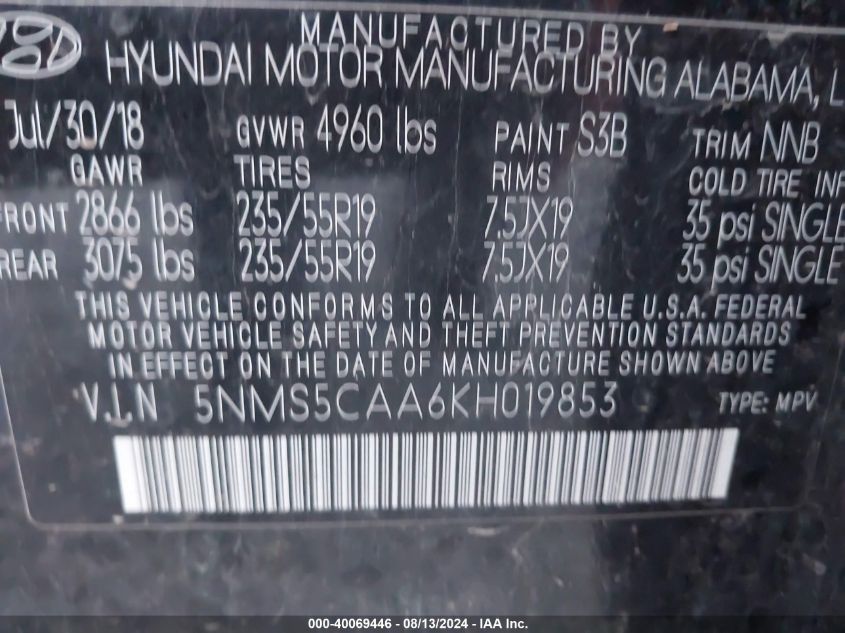 MANUFACTURED BY
HYUNDAI MOTOR MANUFACTURING ALABAMA, L
Jul/30/18 GVWR 4960 lbs PAINT S3B TRIM NNB
GAWR TIRES RIMS COLD TIRE INF
FRONT 2866 lbs 235/55R19 7.5JX19 35 psi SINGLE
REAR 3075 lbs 235/55R19 7.5JX19 35 psi SINGLE
THIS VEHICLE CONFORMS TO ALL APPLICABLE U.S.A. FEDERAL
MOTOR VEHICLE SAFETY AND THEFT PREVENTION STANDARDS
IN EFFECT ON THE DATE OF MANUFACTURE SHOWN ABOVE
V.I.N 5NMS5CAA6KH019853 TYPE: MPV
000-40069446 - 08/13/2024 - IAA Inc.